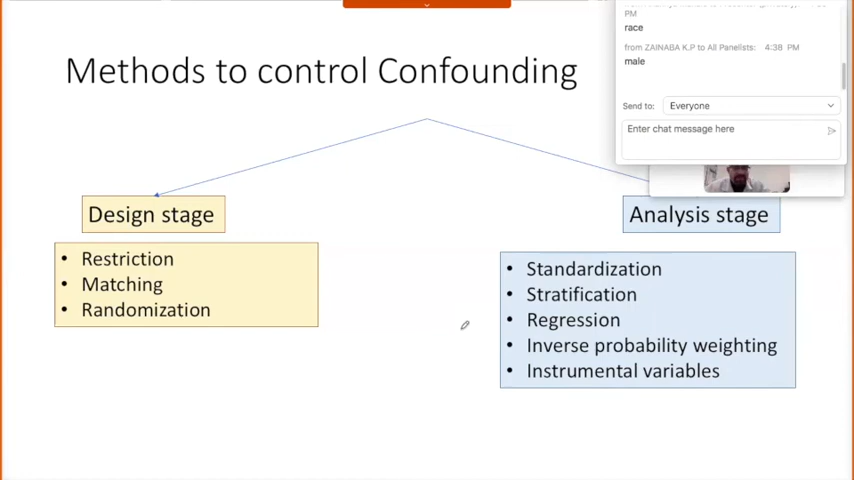 PM
race
from ZAINABA K.P to All Panelists: 4:38 PM
male
Send to: Everyone
Enter chat message here
Methods to control Confounding
Design stage
• Restriction
• Matching
• Randomization
Analysis stage
• Standardization
• Stratification
• Regression
• Inverse probability weighting
• Instrumental variables